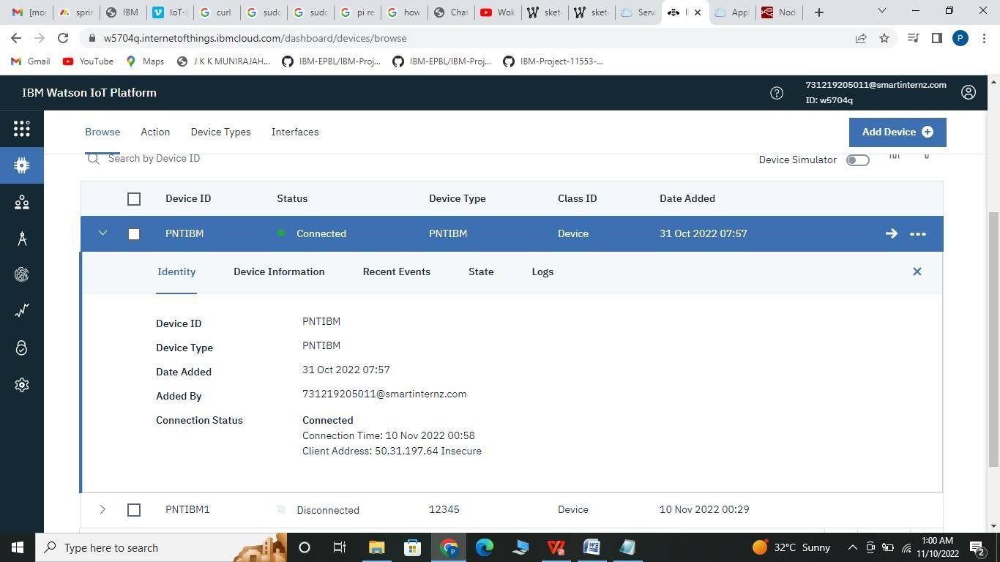 [mor
sprin
IBM
IoT-I
curl
sudo
sudo
pi re
how
Chat
Wok
sket
sket
Serv
Appl
Nod
w5704q.internetofthings.ibmcloud.com/dashboard/devices/browse
P
Gmail
YouTube
Maps
J K K MUNIRAJAH...
IBM-EPBL/IBM-Proj...
IBM-EPBL/IBM-Proj...
IBM-Project-11553-...
IBM Watson IoT Platform
731219205011@smartinternz.com
ID: w5704q
Browse
Action
Device Types
Interfaces
Add Device
Search by Device ID
Device Simulator
Device ID
Status
Device Type
Class ID
Date Added
PNTIBM
Connected
PNTIBM
Device
31 Oct 2022 07:57
Identity
Device Information
Recent Events
State
Logs
Device ID
PNTIBM
Device Type
PNTIBM
Date Added
31 Oct 2022 07:57
Added By
731219205011@smartinternz.com
Connection Status
Connected
Connection Time: 10 Nov 2022 00:58
Client Address: 50.31.197.64 Insecure
PNTIBM1
Disconnected
12345
Device
10 Nov 2022 00:29
Type here to search
32°C Sunny
1:00 AM
11/10/2022
2